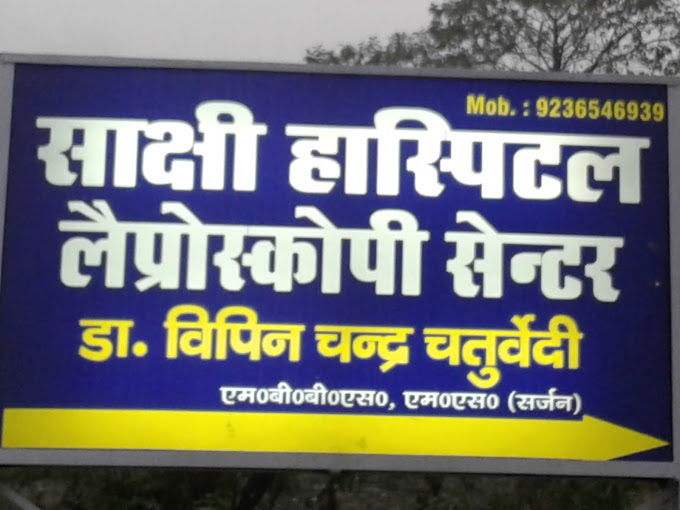 Mob. : 9236546939
साक्षी हास्पिटल
लैप्रोस्कोपी सेन्टर
डा. विपिन चन्द्र चतुर्वेदी
एम०बी०बी०एस०, एम०एस० (सर्जन)